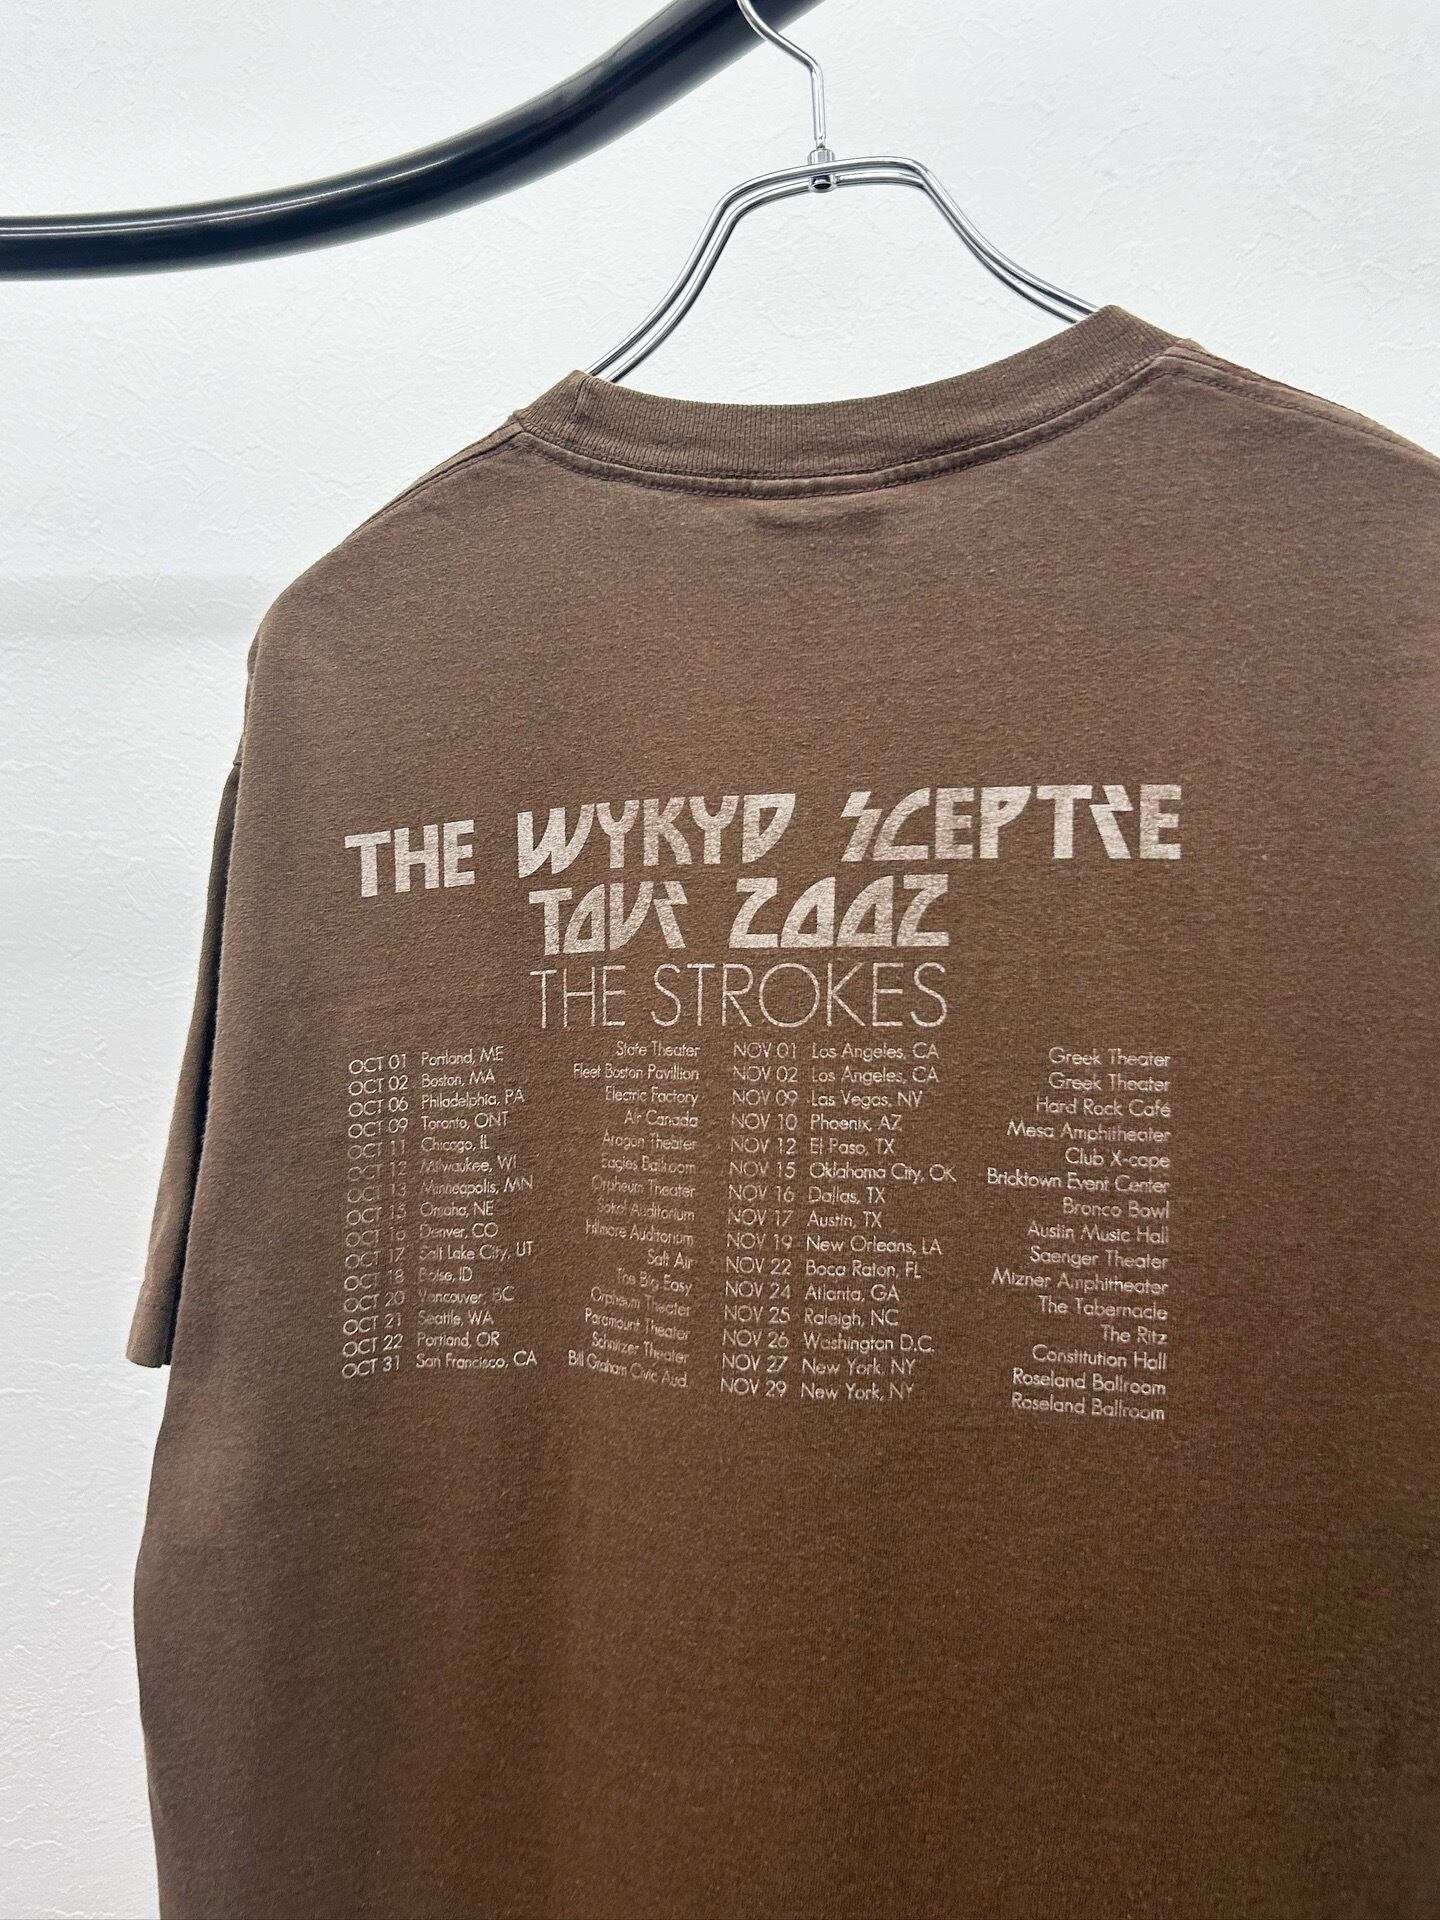 THE WYKYD SCEPTRE
TOUR 2002
THE STROKES
OCT 01 Portland, ME State Theater NOV 01 Los Angeles, CA Greek Theater
OCT 02 Boston, MA Fleet Boston Pavillion NOV 02 Los Angeles, CA Greek Theater
OCT 06 Philadelphia, PA Electric Factory NOV 09 Las Vegas, NV Hard Rock Café
OCT 09 Toronto, ONT Air Canada NOV 10 Phoenix, AZ Mesa Amphitheater
OCT 11 Chicago, IL Aragon Theater NOV 12 El Paso, TX Club X-cape
OCT 12 Milwaukee, WI Eagles Ballroom NOV 15 Oklahoma City, OK Bricktown Event Center
OCT 13 Minneapolis, MN Orpheum Theater NOV 16 Dallas, TX Bronco Bowl
OCT 15 Omaha, NE Sokol Auditorium NOV 17 Austin, TX Austin Music Hall
OCT 16 Denver, CO Fillmore Auditorium NOV 19 New Orleans, LA Saenger Theater
OCT 17 Salt Lake City, UT Salt Air NOV 22 Boca Raton, FL Mizner Amphitheater
OCT 18 Boise, ID The Big Easy NOV 24 Atlanta, GA The Tabernacle
OCT 20 Vancouver, BC Orpheum Theater NOV 25 Raleigh, NC The Ritz
OCT 21 Seattle, WA Paramount Theater NOV 26 Washington D.C. Constitution Hall
OCT 22 Portland, OR Schnitzer Theater NOV 27 New York, NY Roseland Ballroom
OCT 31 San Francisco, CA Bill Graham Civic Aud. NOV 29 New York, NY Roseland Ballroom